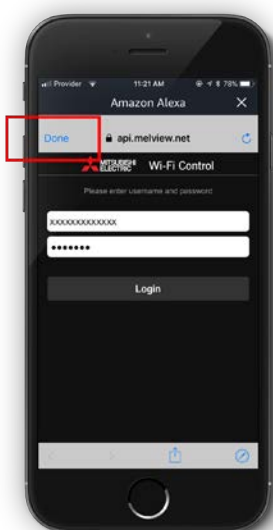 Provider 11:21 AM 78%
Amazon Alexa ×
Done api.melview.net
MITSUBISHI ELECTRIC Wi-Fi Control
Please enter username and password
xxxxxxxxxxxxx
•••••••
Login